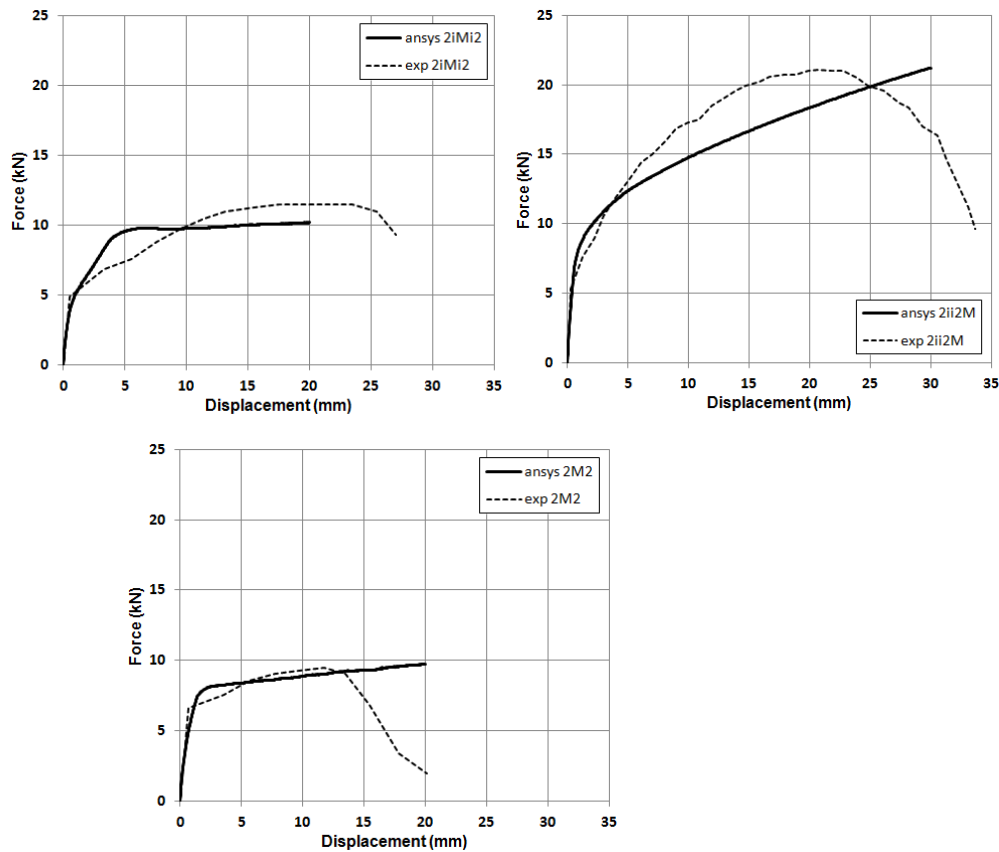 25
20
15
10
5
0
Force (kN)
ansys 2iMi2
exp 2iMi2
0 5 10 15 20 25 30 35
Displacement (mm)
25
20
15
10
5
0
Force (kN)
ansys 2ii2M
exp 2ii2M
0 5 10 15 20 25 30 35
Displacement (mm)
25
20
15
10
5
0
Force (kN)
ansys 2M2
exp 2M2
0 5 10 15 20 25 30 35
Displacement (mm)